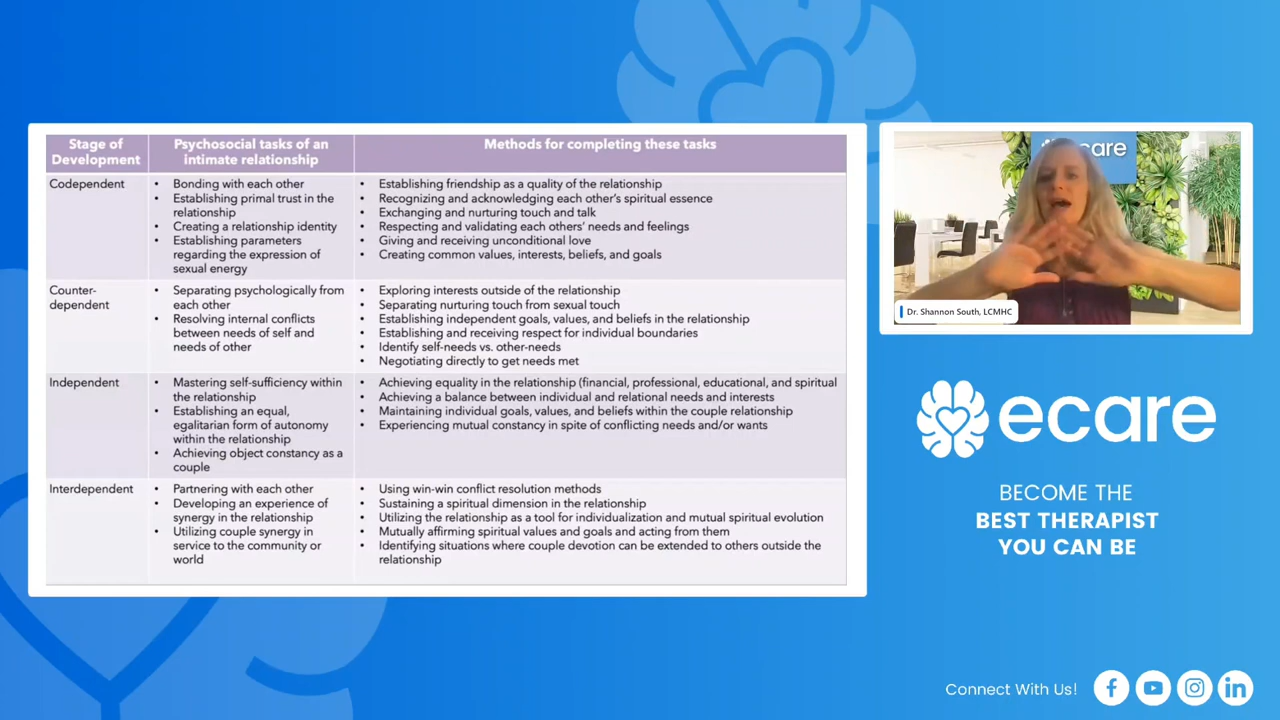 Stage of
Development
Psychosocial tasks of an
intimate relationship
Methods for completing these tasks
Codependent
• Bonding with each other
• Establishing primal trust in the
relationship
• Creating a relationship identity
• Establishing parameters
regarding the expression of
sexual energy
• Establishing friendship as a quality of the relationship
• Recognizing and acknowledging each other's spiritual essence
• Exchanging and nurturing touch and talk
• Respecting and validating each others' needs and feelings
• Giving and receiving unconditional love
• Creating common values, interests, beliefs, and goals
Counter-
dependent
• Separating psychologically from
each other
• Resolving internal conflicts
between needs of self and
needs of other
• Exploring interests outside of the relationship
• Separating nurturing touch from sexual touch
• Establishing independent goals, values, and beliefs in the relationship
• Establishing and receiving respect for individual boundaries
• Identify self-needs vs. other-needs
• Negotiating directly to get needs met
Independent
• Mastering self-sufficiency within
the relationship
• Establishing an equal,
egalitarian form of autonomy
within the relationship
• Achieving object constancy as a
couple
• Achieving equality in the relationship (financial, professional, educational, and spiritual
• Achieving a balance between individual and relational needs and interests
• Maintaining individual goals, values, and beliefs within the couple relationship
• Experiencing mutual constancy in spite of conflicting needs and/or wants
Interdependent
• Partnering with each other
• Developing an experience of
synergy in the relationship
• Utilizing couple synergy in
service to the community or
world
• Using win-win conflict resolution methods
• Sustaining a spiritual dimension in the relationship
• Utilizing the relationship as a tool for individualization and mutual spiritual evolution
• Mutually affirming spiritual values and goals and acting from them
• Identifying situations where couple devotion can be extended to others outside the
relationship
Dr. Shannon South, LCMHC
ecare
BECOME THE
BEST THERAPIST
YOU CAN BE
Connect With Us!